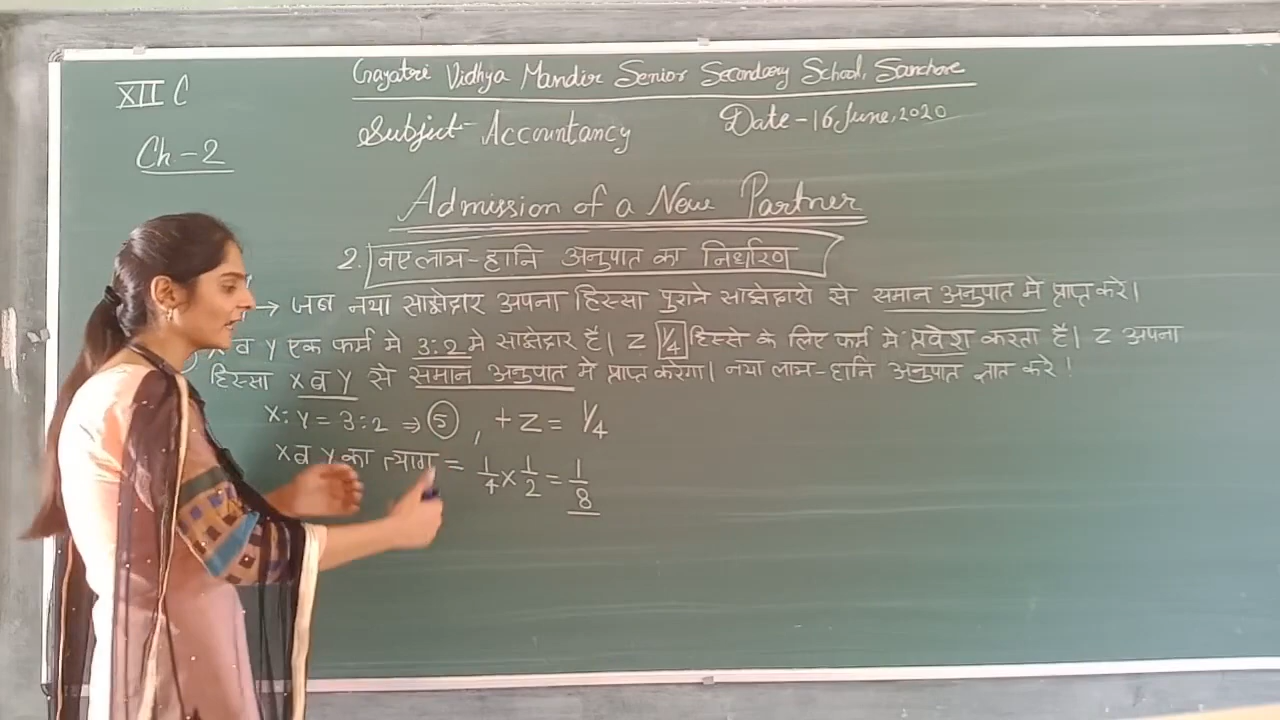 XII C
Gayatri Vidhya Mandir Senior Secondary School, Sanchore
Subject - Accountancy
Date - 16 June, 2020
Ch. - 2
Admission of a New Partner
2. नए लाभ - हानि अनुपात का निर्धारण
→ जब नया साझेदार अपना हिस्सा पुराने साझेदारो से समान अनुपात मे प्राप्त करे।
X व Y एक फर्म मे 3:2 मे साझेदार हैं। Z 1/4 हिस्से के लिए फर्म में प्रवेश करता है। Z अपना
हिस्सा X व Y से समान अनुपात मे प्राप्त करेगा। नया लाभ - हानि अनुपात ज्ञात करे!
X:Y = 3:2 ⇒ 5 , + Z = 1/4
X व Y का त्याग = 1/4 × 1/2 = 1/8